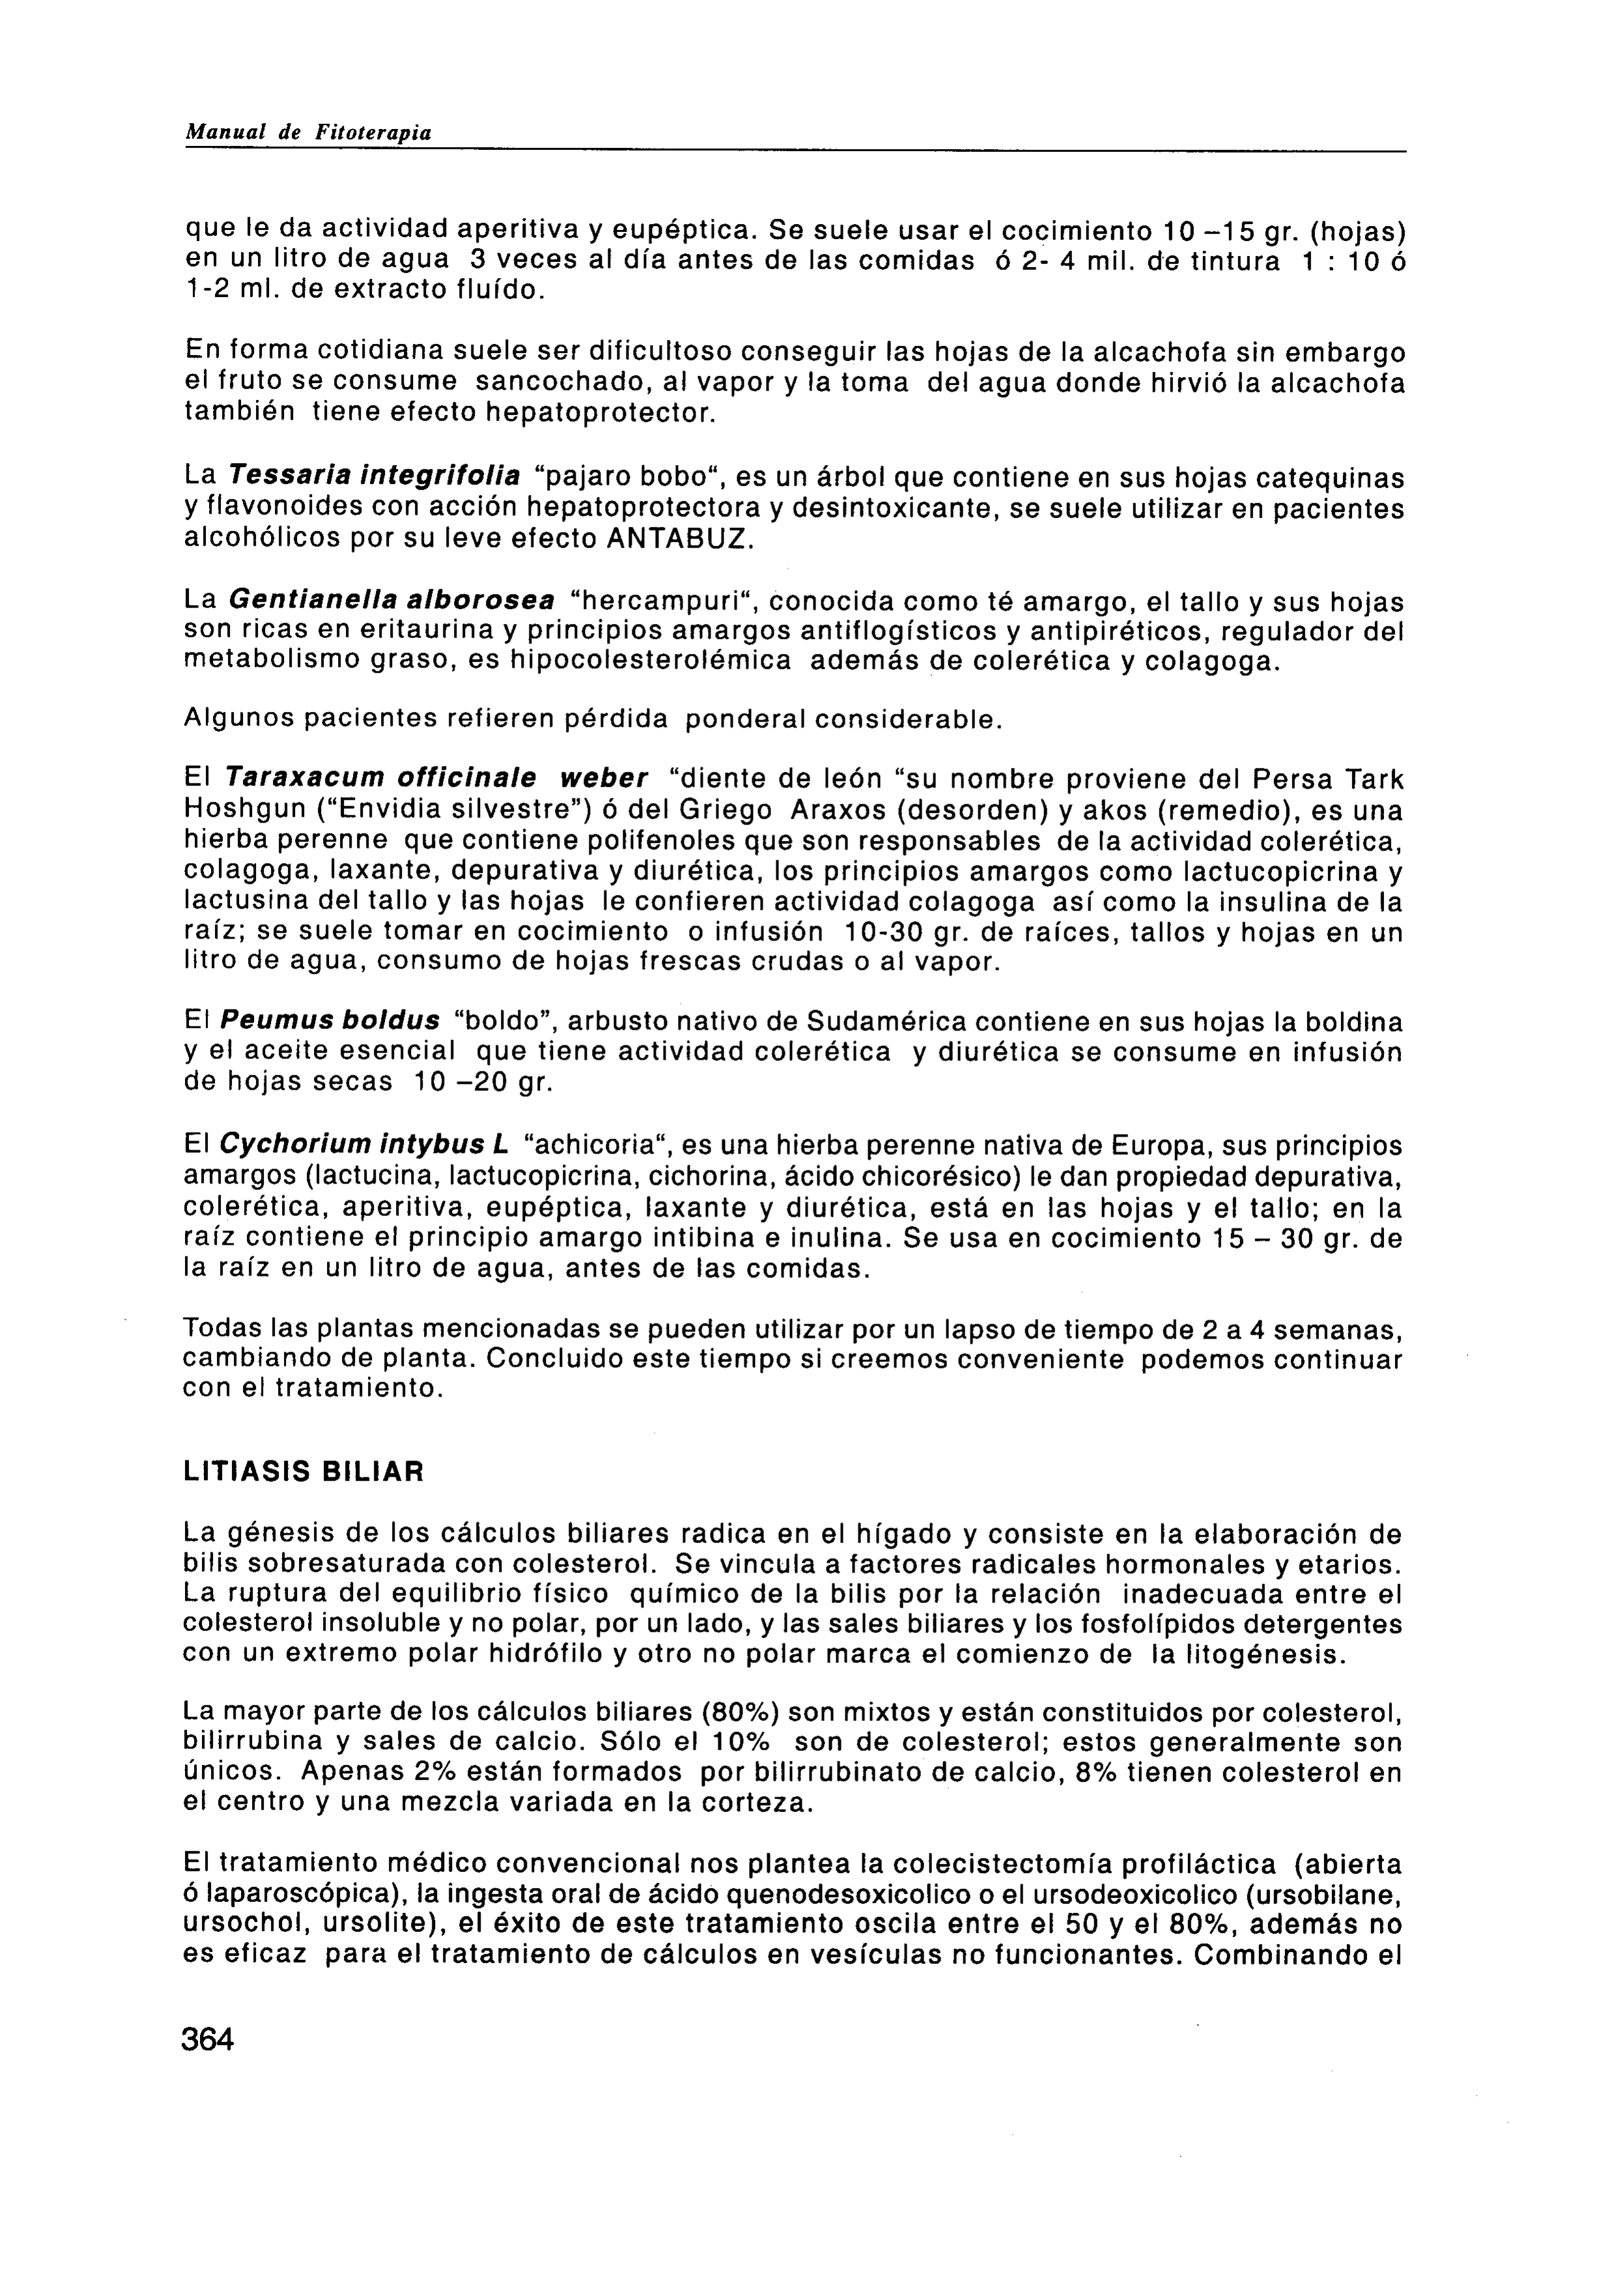 Manual de Fitoterapia
que le da actividad aperitiva y eupéptica. Se suele usar el cocimiento 10 –15 gr. (hojas)
en un litro de agua 3 veces al día antes de las comidas ó 2- 4 mil. de tintura 1 : 10 ó
1-2 ml. de extracto fluído.
En forma cotidiana suele ser dificultoso conseguir las hojas de la alcachofa sin embargo
el fruto se consume sancochado, al vapor y la toma del agua donde hirvió la alcachofa
también tiene efecto hepatoprotector.
La Tessaria integrifolia “pajaro bobo“, es un árbol que contiene en sus hojas catequinas
y flavonoides con acción hepatoprotectora y desintoxicante, se suele utilizar en pacientes
alcohólicos por su leve efecto ANTABUZ.
La Gentianella alborosea “hercampuri“, conocida como té amargo, el tallo y sus hojas
son ricas en eritaurina y principios amargos antiflogísticos y antipiréticos, regulador del
metabolismo graso, es hipocolesterolémica además de colerética y colagoga.
Algunos pacientes refieren pérdida ponderal considerable.
El Taraxacum officinale weber “diente de león “su nombre proviene del Persa Tark
Hoshgun (“Envidia silvestre”) ó del Griego Araxos (desorden) y akos (remedio), es una
hierba perenne que contiene polifenoles que son responsables de la actividad colerética,
colagoga, laxante, depurativa y diurética, los principios amargos como lactucopicrina y
lactusina del tallo y las hojas le confieren actividad colagoga así como la insulina de la
raíz; se suele tomar en cocimiento o infusión 10-30 gr. de raíces, tallos y hojas en un
litro de agua, consumo de hojas frescas crudas o al vapor.
El Peumus boldus “boldo”, arbusto nativo de Sudamérica contiene en sus hojas la boldina
y el aceite esencial que tiene actividad colerética y diurética se consume en infusión
de hojas secas 10 –20 gr.
El Cychorium intybus L “achicoria“, es una hierba perenne nativa de Europa, sus principios
amargos (lactucina, lactucopicrina, cichorina, ácido chicorésico) le dan propiedad depurativa,
colerética, aperitiva, eupéptica, laxante y diurética, está en las hojas y el tallo; en la
raíz contiene el principio amargo intibina e inulina. Se usa en cocimiento 15 – 30 gr. de
la raíz en un litro de agua, antes de las comidas.
Todas las plantas mencionadas se pueden utilizar por un lapso de tiempo de 2 a 4 semanas,
cambiando de planta. Concluido este tiempo si creemos conveniente podemos continuar
con el tratamiento.
LITIASIS BILIAR
La génesis de los cálculos biliares radica en el hígado y consiste en la elaboración de
bilis sobresaturada con colesterol. Se vincula a factores radicales hormonales y etarios.
La ruptura del equilibrio físico químico de la bilis por la relación inadecuada entre el
colesterol insoluble y no polar, por un lado, y las sales biliares y los fosfolípidos detergentes
con un extremo polar hidrófilo y otro no polar marca el comienzo de la litogénesis.
La mayor parte de los cálculos biliares (80%) son mixtos y están constituidos por colesterol,
bilirrubina y sales de calcio. Sólo el 10% son de colesterol; estos generalmente son
únicos. Apenas 2% están formados por bilirrubinato de calcio, 8% tienen colesterol en
el centro y una mezcla variada en la corteza.
El tratamiento médico convencional nos plantea la colecistectomía profiláctica (abierta
ó laparoscópica), la ingesta oral de ácido quenodesoxicolico o el ursodeoxicolico (ursobilane,
ursochol, ursolite), el éxito de este tratamiento oscila entre el 50 y el 80%, además no
es eficaz para el tratamiento de cálculos en vesículas no funcionantes. Combinando el
364